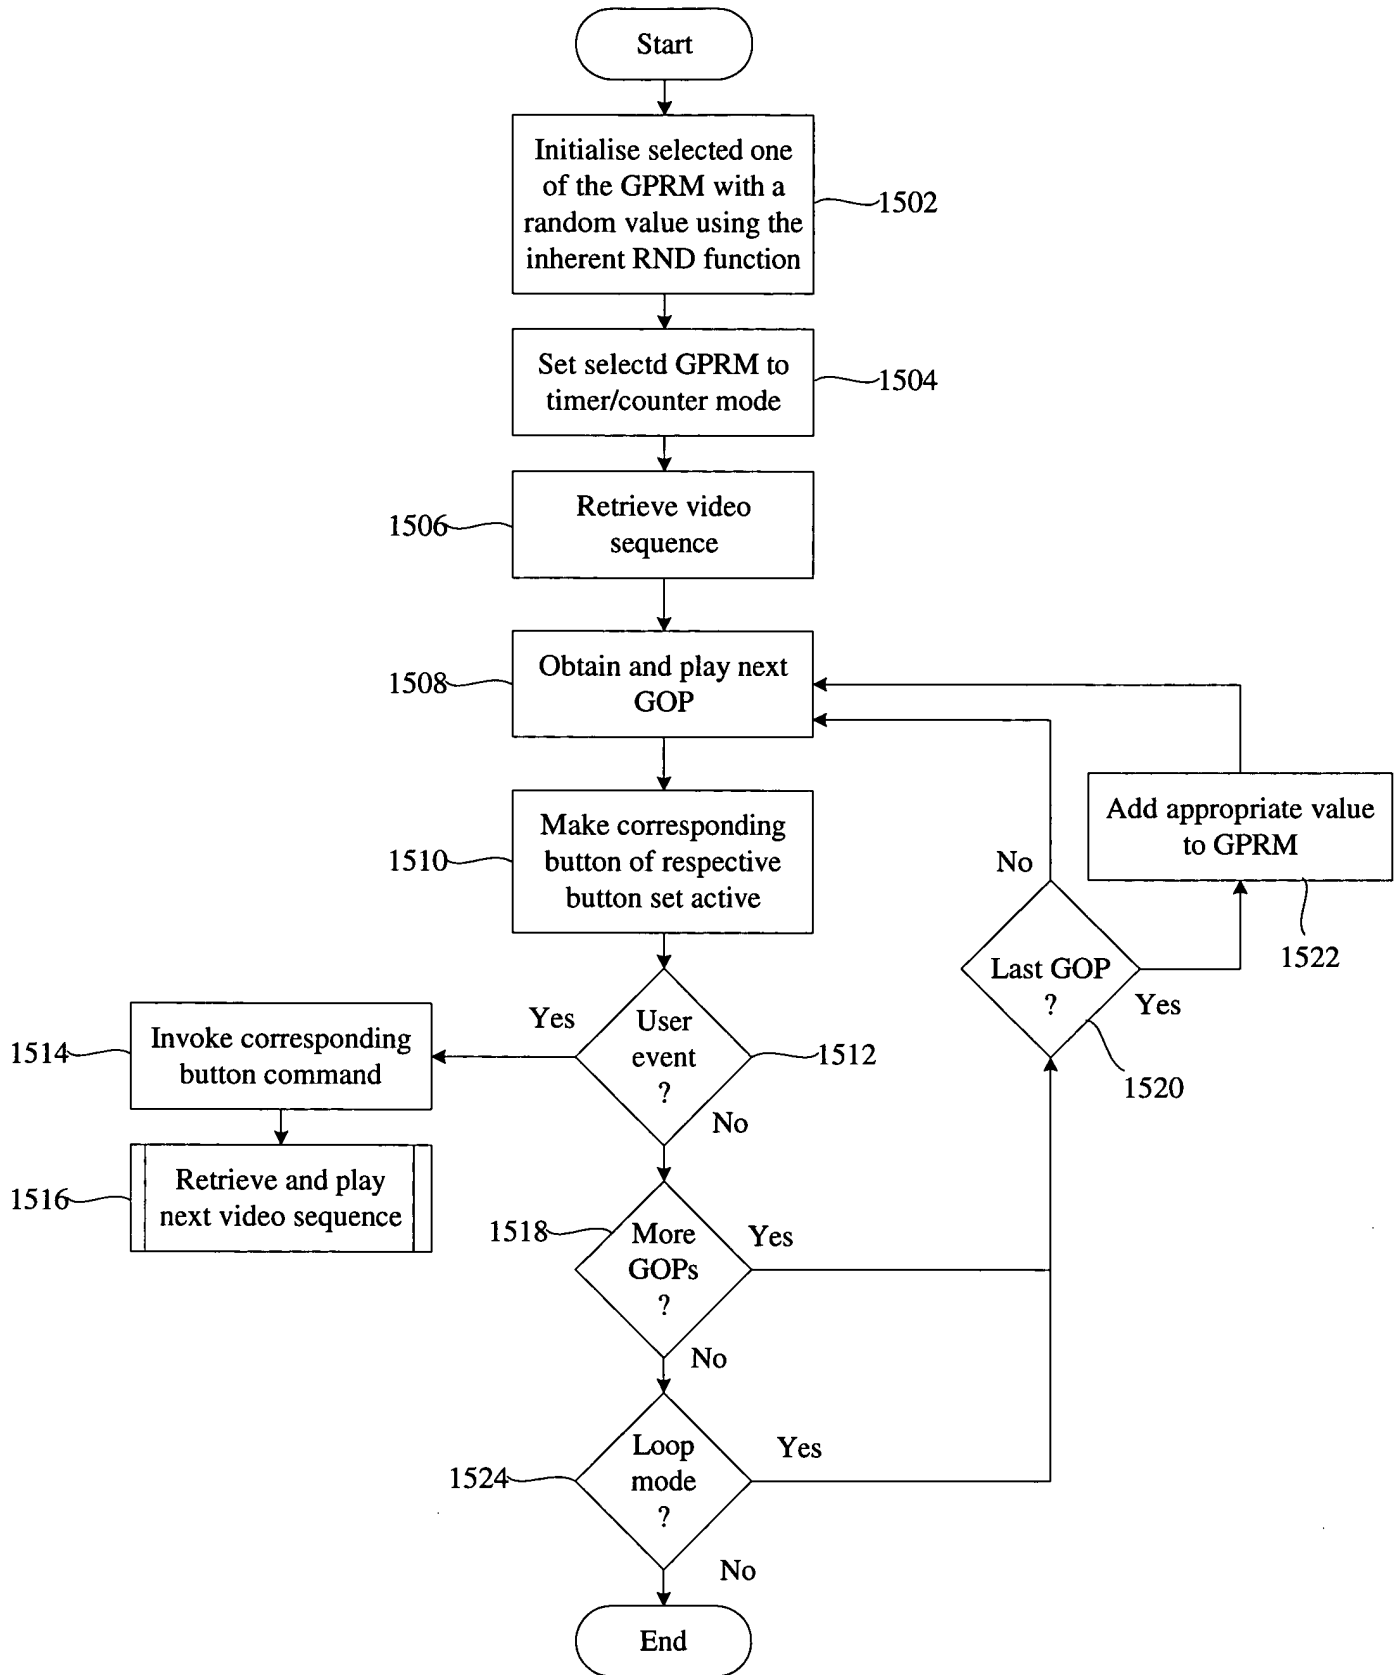 Start
Initialise selected one
of the GPRM with a
random value using the
inherent RND function
1502
Set selectd GPRM to
timer/counter mode
1504
Retrieve video
sequence
1506
Obtain and play next
GOP
1508
Make corresponding
button of respective
button set active
1510
Add appropriate value
to GPRM
1522
No
Last GOP
?
Yes
1520
User
event
?
1512
Yes
No
Invoke corresponding
button command
1514
Retrieve and play
next video sequence
1516
More
GOPs
?
1518
Yes
No
Loop
mode
?
1524
Yes
No
End